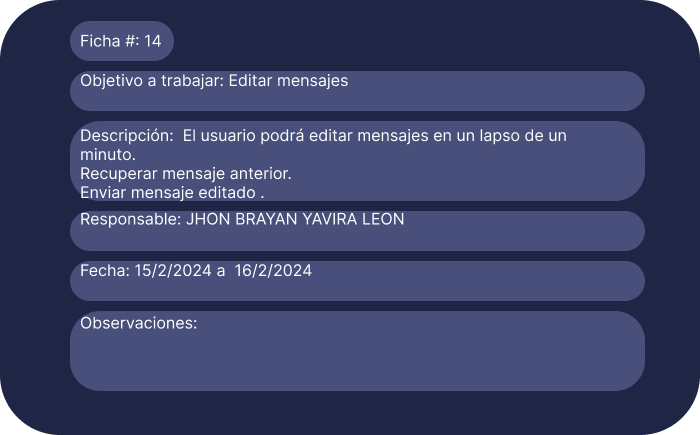 Ficha #: 14
Objetivo a trabajar: Editar mensajes
Descripción:  El usuario podrá editar mensajes en un lapso de un
minuto.
Recuperar mensaje anterior.
Enviar mensaje editado .
Responsable: JHON BRAYAN YAVIRA LEON
Fecha: 15/2/2024 a  16/2/2024
Observaciones: